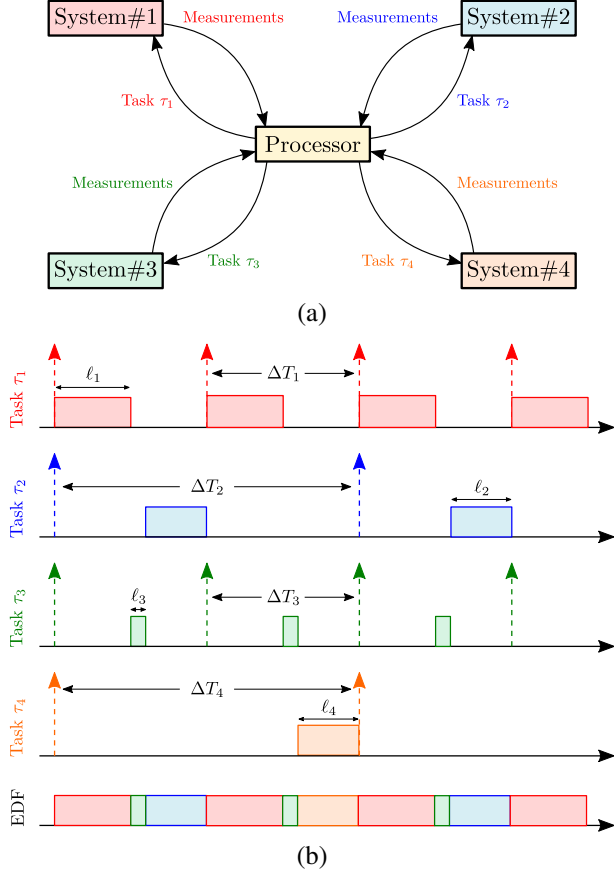 System#1
Measurements
Measurements
System#2
Task τ₁
Task τ₂
Processor
Measurements
Measurements
System#3
Task τ₃
Task τ₄
System#4
(a)
Task τ₁
ℓ₁
ΔT₁
Task τ₂
ΔT₂
ℓ₂
Task τ₃
ℓ₃
ΔT₃
Task τ₄
ΔT₄
ℓ₄
EDF
(b)